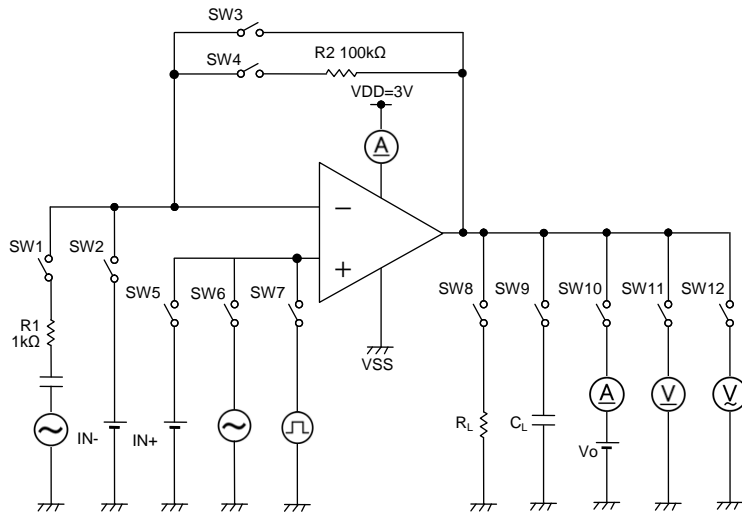 SW3
R2 100kΩ
SW4
VDD=3V
A
−
+
SW1
SW2
SW5
SW6
SW7
SW8
SW9
SW10
SW11
SW12
VSS
R1
1kΩ
A
V
V
RL
CL
IN-
IN+
Vo